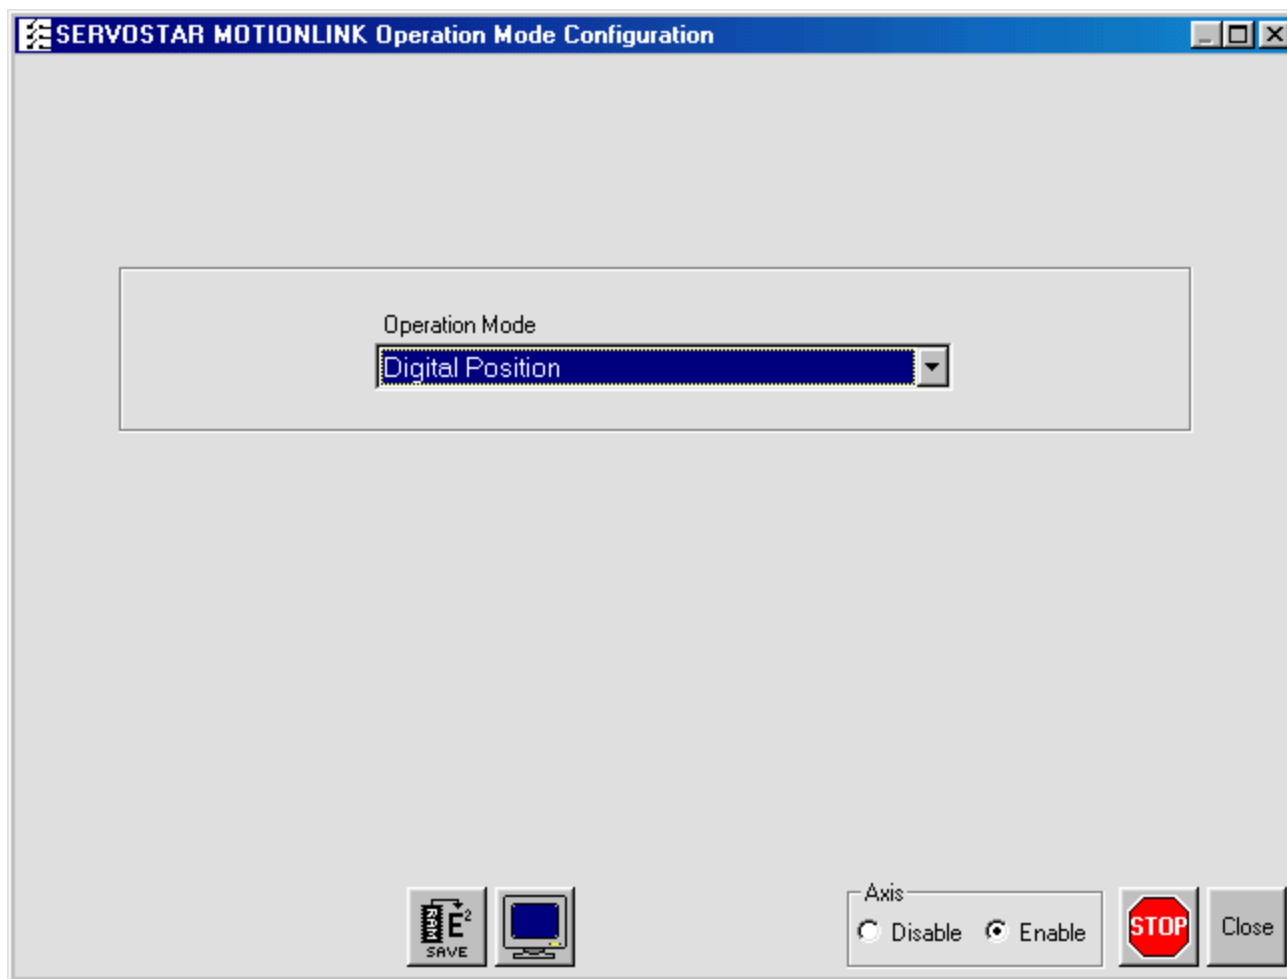 SERVOSTAR MOTIONLINK Operation Mode Configuration
Operation Mode
Digital Position
RAM E²
SAVE
Axis
Disable Enable
STOP
Close